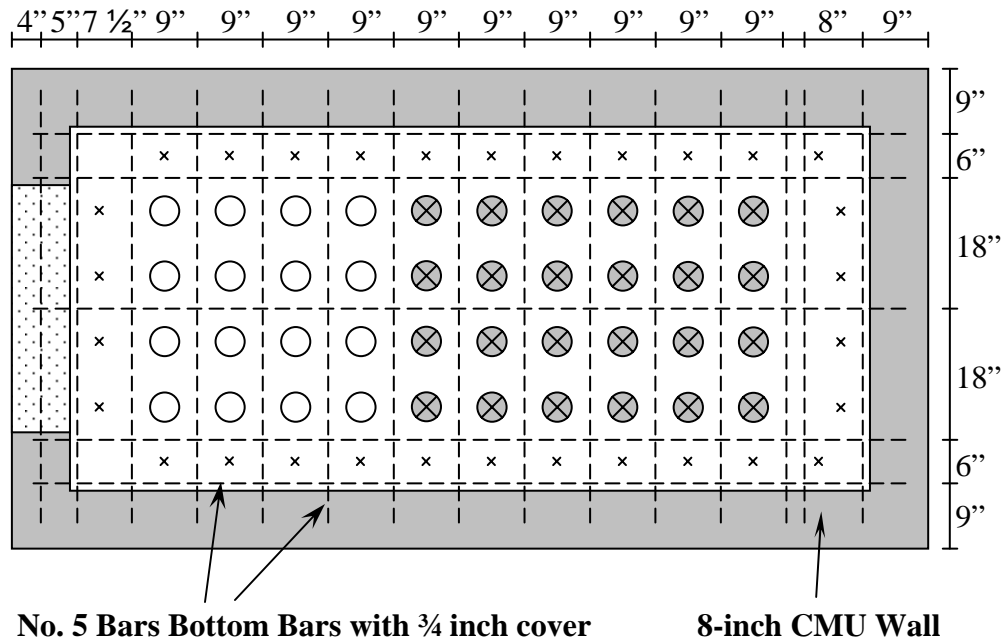 4” 5” 7 ½” 9” 9” 9” 9” 9” 9” 9” 9” 9” 9” 8” 9”
9”
6”
18”
18”
6”
9”
No. 5 Bars Bottom Bars with ¾ inch cover
8-inch CMU Wall